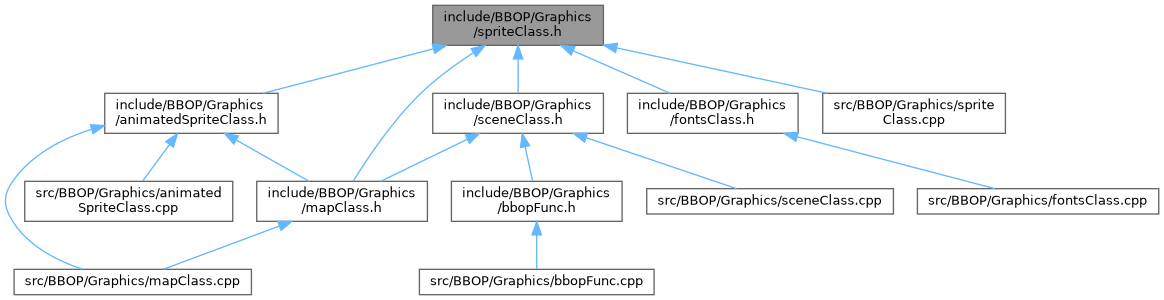 include/BBOP/Graphics
/spriteClass.h
include/BBOP/Graphics
/animatedSpriteClass.h
include/BBOP/Graphics
/sceneClass.h
include/BBOP/Graphics
/fontsClass.h
src/BBOP/Graphics/sprite
Class.cpp
src/BBOP/Graphics/animated
SpriteClass.cpp
include/BBOP/Graphics
/mapClass.h
include/BBOP/Graphics
/bbopFunc.h
src/BBOP/Graphics/sceneClass.cpp
src/BBOP/Graphics/fontsClass.cpp
src/BBOP/Graphics/mapClass.cpp
src/BBOP/Graphics/bbopFunc.cpp